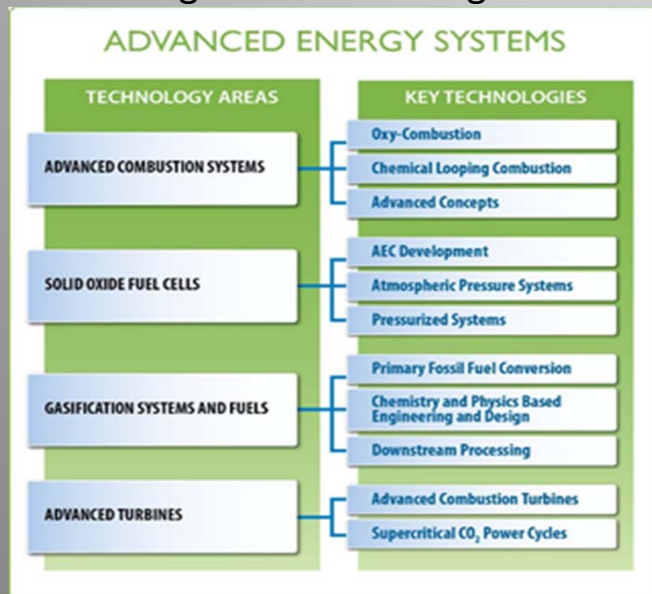 ADVANCED ENERGY SYSTEMS
TECHNOLOGY AREAS
KEY TECHNOLOGIES
ADVANCED COMBUSTION SYSTEMS
Oxy-Combustion
Chemical Looping Combustion
Advanced Concepts
SOLID OXIDE FUEL CELLS
AEC Development
Atmospheric Pressure Systems
Pressurized Systems
GASIFICATION SYSTEMS AND FUELS
Primary Fossil Fuel Conversion
Chemistry and Physics Based
Engineering and Design
Downstream Processing
ADVANCED TURBINES
Advanced Combustion Turbines
Supercritical CO₂ Power Cycles